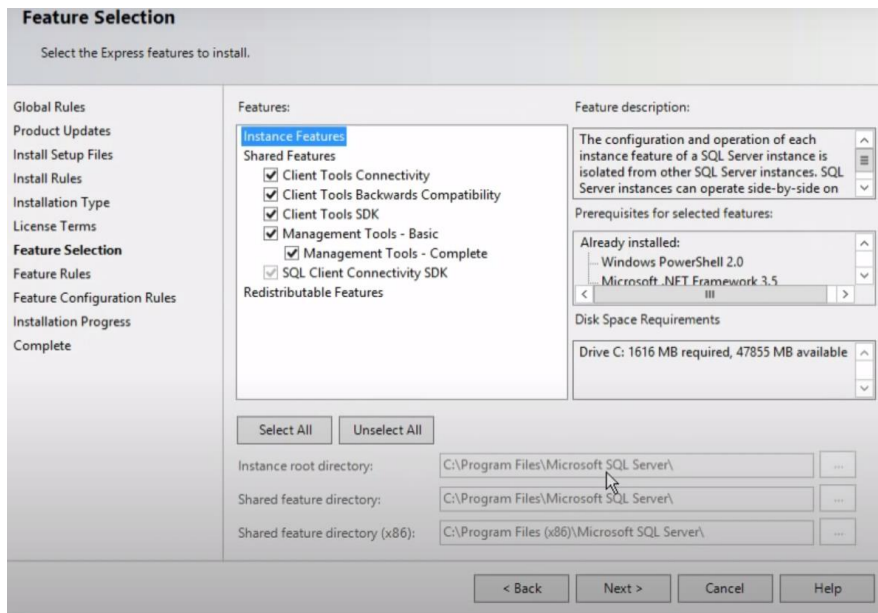 Feature Selection
Select the Express features to install.
Global Rules
Product Updates
Install Setup Files
Install Rules
Installation Type
License Terms
Feature Selection
Feature Rules
Feature Configuration Rules
Installation Progress
Complete
Features:
Instance Features
Shared Features
Client Tools Connectivity
Client Tools Backwards Compatibility
Client Tools SDK
Management Tools - Basic
Management Tools - Complete
SQL Client Connectivity SDK
Redistributable Features
Feature description:
The configuration and operation of each
instance feature of a SQL Server instance is
isolated from other SQL Server instances. SQL
Server instances can operate side-by-side on
Prerequisites for selected features:
Already installed:
Windows PowerShell 2.0
Microsoft .NET Framework 3.5
Disk Space Requirements
Drive C: 1616 MB required, 47855 MB available
Select All
Unselect All
Instance root directory:
C:\Program Files\Microsoft SQL Server\
...
Shared feature directory:
C:\Program Files\Microsoft SQL Server\
...
Shared feature directory (x86):
C:\Program Files (x86)\Microsoft SQL Server\
...
< Back
Next >
Cancel
Help